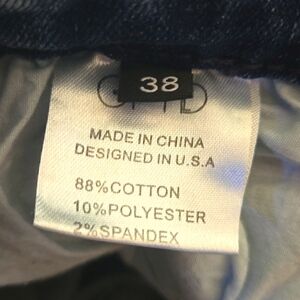 38
MADE IN CHINA
DESIGNED IN U.S.A
88%COTTON
10%POLYESTER
2%SPANDEX